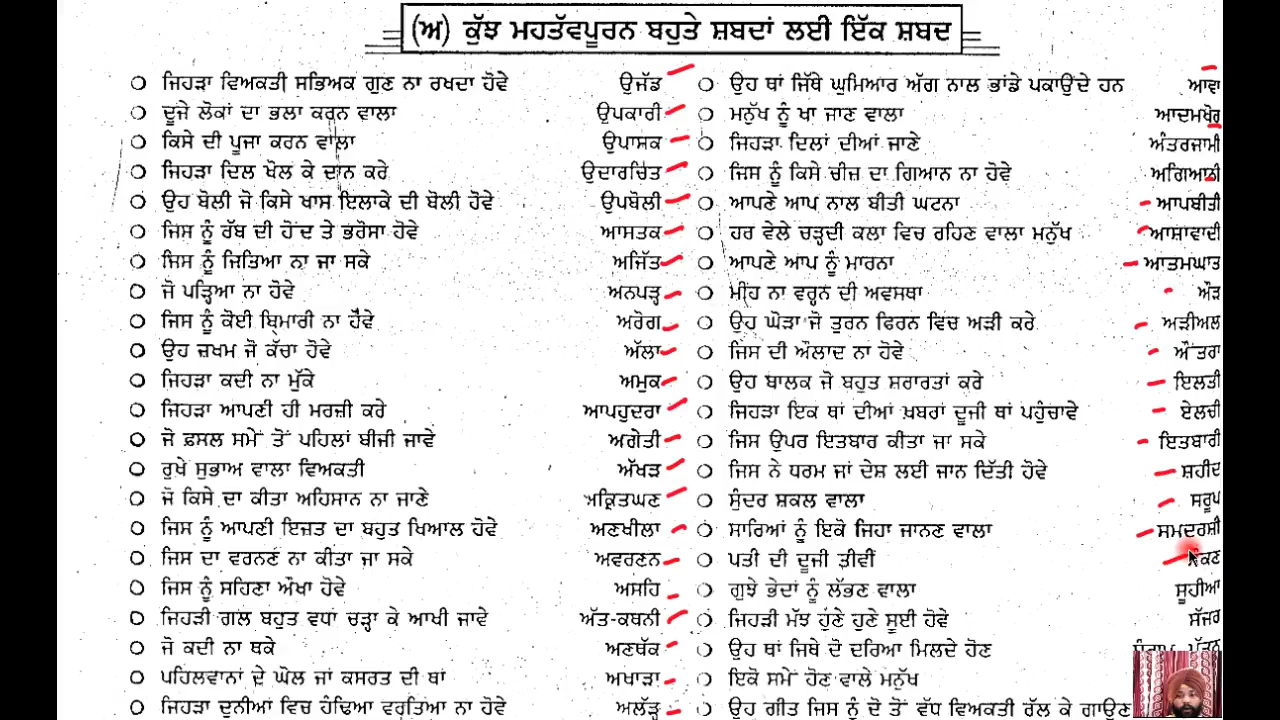 (ਅ) ਕੁੱਝ ਮਹਤੱਵਪੂਰਨ ਬਹੁਤੇ ਸ਼ਬਦਾਂ ਲਈ ਇੱਕ ਸ਼ਬਦ
ਜਿਹੜਾ ਵਿਅਕਤੀ ਸਭਿਅਕ ਗੁਣ ਨਾ ਰਖਦਾ ਹੋਵੇ ਉਜੱਡ
ਦੂਜੇ ਲੋਕਾਂ ਦਾ ਭਲਾ ਕਰਨ ਵਾਲਾ ਉਪਕਾਰੀ
ਕਿਸੇ ਦੀ ਪੂਜਾ ਕਰਨ ਵਾਲਾ ਉਪਾਸਕ
ਜਿਹੜਾ ਦਿਲ ਖੋਲ ਕੇ ਦਾਨ ਕਰੇ ਉਦਾਰਚਿੱਤ
ਉਹ ਬੋਲੀ ਜੋ ਕਿਸੇ ਖਾਸ ਇਲਾਕੇ ਦੀ ਬੋਲੀ ਹੋਵੇ ਉਪਬੋਲੀ
ਜਿਸ ਨੂੰ ਰੱਬ ਦੀ ਹੋਂਦ ਤੇ ਭਰੋਸਾ ਹੋਵੇ ਆਸਤਕ
ਜਿਸ ਨੂੰ ਜਿਤਿਆ ਨਾ ਜਾ ਸਕੇ ਅਜਿੱਤ
ਜੋ ਪੜ੍ਹਿਆ ਨਾ ਹੋਵੇ ਅਨਪੜ੍ਹ
ਜਿਸ ਨੂੰ ਕੋਈ ਬਿਮਾਰੀ ਨਾ ਹੋਵੇ ਅਰੋਗ
ਉਹ ਜ਼ਖਮ ਜੋ ਕੱਚਾ ਹੋਵੇ ਅੱਲਾ
ਜਿਹੜਾ ਕਦੀ ਨਾ ਮੁੱਕੇ ਅਮੁਕ
ਜਿਹੜਾ ਆਪਣੀ ਹੀ ਮਰਜ਼ੀ ਕਰੇ ਆਪਹੁਦਰਾ
ਜੋ ਫ਼ਸਲ ਸਮੇਂ ਤੋਂ ਪਹਿਲਾਂ ਬੀਜੀ ਜਾਵੇ ਅਗੇਤੀ
ਰੁਖੇ ਸੁਭਾਅ ਵਾਲਾ ਵਿਅਕਤੀ ਅੱਖੜ
ਜੋ ਕਿਸੇ ਦਾ ਕੀਤਾ ਅਹਿਸਾਨ ਨਾ ਜਾਣੇ ਅਕ੍ਰਿਤਘਣ
ਜਿਸ ਨੂੰ ਆਪਣੀ ਇਜ਼ਤ ਦਾ ਬਹੁਤ ਖਿਆਲ ਹੋਵੇ ਅਣਖੀਲਾ
ਜਿਸ ਦਾ ਵਰਨਣ ਨਾ ਕੀਤਾ ਜਾ ਸਕੇ ਅਵਰਣਨ
ਜਿਸ ਨੂੰ ਸਹਿਣਾ ਔਖਾ ਹੋਵੇ ਅਸਹਿ
ਜਿਹੜੀ ਗਲ ਬਹੁਤ ਵਧਾ ਚੜ੍ਹਾ ਕੇ ਆਖੀ ਜਾਵੇ ਅੱਤ-ਕਥਨੀ
ਜੋ ਕਦੀ ਨਾ ਥਕੇ ਅਣਥੱਕ
ਪਹਿਲਵਾਨਾਂ ਦੇ ਘੋਲ ਜਾਂ ਕਸਰਤ ਦੀ ਥਾਂ ਅਖਾੜਾ
ਜਿਹੜਾ ਦੁਨੀਆਂ ਵਿਚ ਹੰਢਿਆ ਵਰਤਿਆ ਨਾ ਹੋਵੇ ਅਲੱੜ੍ਹ
ਉਹ ਥਾਂ ਜਿੱਥੇ ਘੁਮਿਆਰ ਅੱਗ ਨਾਲ ਭਾਂਡੇ ਪਕਾਉਂਦੇ ਹਨ ਆਵਾ
ਮਨੁੱਖ ਨੂੰ ਖਾ ਜਾਣ ਵਾਲਾ ਆਦਮਖੋਰ
ਜਿਹੜਾ ਦਿਲਾਂ ਦੀਆਂ ਜਾਣੇ ਅੰਤਰਜਾਮੀ
ਜਿਸ ਨੂੰ ਕਿਸੇ ਚੀਜ਼ ਦਾ ਗਿਆਨ ਨਾ ਹੋਵੇ ਅਗਿਆਨੀ
ਆਪਣੇ ਆਪ ਨਾਲ ਬੀਤੀ ਘਟਨਾ ਆਪਬੀਤੀ
ਹਰ ਵੇਲੇ ਚੜ੍ਹਦੀ ਕਲਾ ਵਿਚ ਰਹਿਣ ਵਾਲਾ ਮਨੁੱਖ ਆਸ਼ਾਵਾਦੀ
ਆਪਣੇ ਆਪ ਨੂੰ ਮਾਰਨਾ ਆਤਮਘਾਤ
ਮੀਂਹ ਨਾ ਵਰ੍ਹਨ ਦੀ ਅਵਸਥਾ ਔੜ
ਉਹ ਘੋੜਾ ਜੋ ਤੁਰਨ ਫਿਰਨ ਵਿਚ ਅੜੀ ਕਰੇ ਅੜੀਅਲ
ਜਿਸ ਦੀ ਔਲਾਦ ਨਾ ਹੋਵੇ ਔਂਤਰਾ
ਉਹ ਬਾਲਕ ਜੋ ਬਹੁਤ ਸ਼ਰਾਰਤਾਂ ਕਰੇ ਇਲਤੀ
ਜਿਹੜਾ ਇਕ ਥਾਂ ਦੀਆਂ ਖ਼ਬਰਾਂ ਦੂਜੀ ਥਾਂ ਪਹੁੰਚਾਵੇ ਏਲਚੀ
ਜਿਸ ਉਪਰ ਇਤਬਾਰ ਕੀਤਾ ਜਾ ਸਕੇ ਇਤਬਾਰੀ
ਜਿਸ ਨੇ ਧਰਮ ਜਾਂ ਦੇਸ਼ ਲਈ ਜਾਨ ਦਿੱਤੀ ਹੋਵੇ ਸ਼ਹੀਦ
ਸੁੰਦਰ ਸ਼ਕਲ ਵਾਲਾ ਸਰੂਪ
ਸਾਰਿਆਂ ਨੂੰ ਇਕੋ ਜਿਹਾ ਜਾਨਣ ਵਾਲਾ ਸਮਦਰਸ਼ੀ
ਪਤੀ ਦੀ ਦੂਜੀ ਤੀਵੀਂ
ਗੁਝੇ ਭੇਦਾਂ ਨੂੰ ਲੱਭਣ ਵਾਲਾ ਸੂਹੀਆ
ਜਿਹੜੀ ਮੱਝ ਹੁੰਣੇ ਹੁਣੇ ਸੂਈ ਹੋਵੇ ਸੱਜਰ
ਉਹ ਥਾਂ ਜਿਥੇ ਦੋ ਦਰਿਆ ਮਿਲਦੇ ਹੋਣ
ਇਕੋ ਸਮੇਂ ਹੋਣ ਵਾਲੇ ਮਨੁੱਖ
ਉਹ ਗੀਤ ਜਿਸ ਨੂੰ ਦੋ ਤੋਂ ਵੱਧ ਵਿਅਕਤੀ ਰੱਲ ਕੇ ਗਾਉਣ